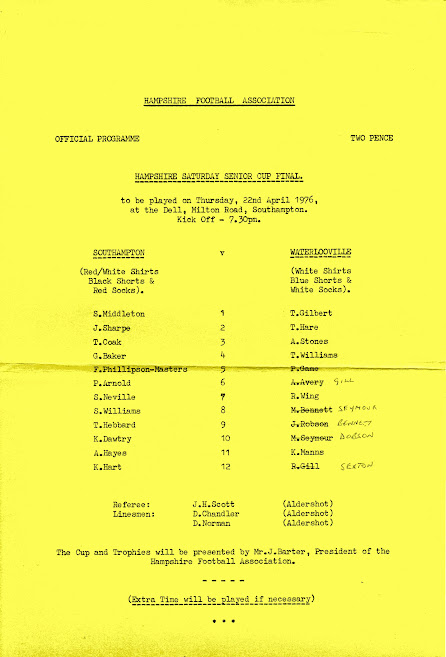 HAMPSHIRE FOOTBALL ASSOCIATION
OFFICIAL PROGRAMME TWO PENCE
HAMPSHIRE SATURDAY SENIOR CUP FINAL.
to be played on Thursday, 22nd April 1976,
at the Dell, Milton Road, Southampton.
Kick Off - 7.30pm.
SOUTHAMPTON v WATERLOOVILLE
(Red/White Shirts (White Shirts
Black Shorts & Blue Shorts &
Red Socks). White Socks).
S.Middleton 1 T.Gilbert
J.Sharpe 2 T.Hare
T.Coak 3 A.Stones
G.Baker 4 T.Williams
F.Phillipson-Masters 5 P.Game
P.Arnold 6 A.Avery GILL
S.Neville 7 R.Wing
S.Williams 8 M.Bennett SEYMOUR
T.Hebbard 9 J.Robson BENNETT
K.Dawtry 10 M.Seymour DOBSON
A.Hayes 11 K.Manns
K.Hart 12 R.Gill SEXTON
Referee: J.H.Scott (Aldershot)
Linesmen: D.Chandler (Aldershot)
D.Norman (Aldershot)
The Cup and Trophies will be presented by Mr.J.Barter, President of the
Hampshire Football Association.
- - - - -
(Extra Time will be played if necessary)
* * *